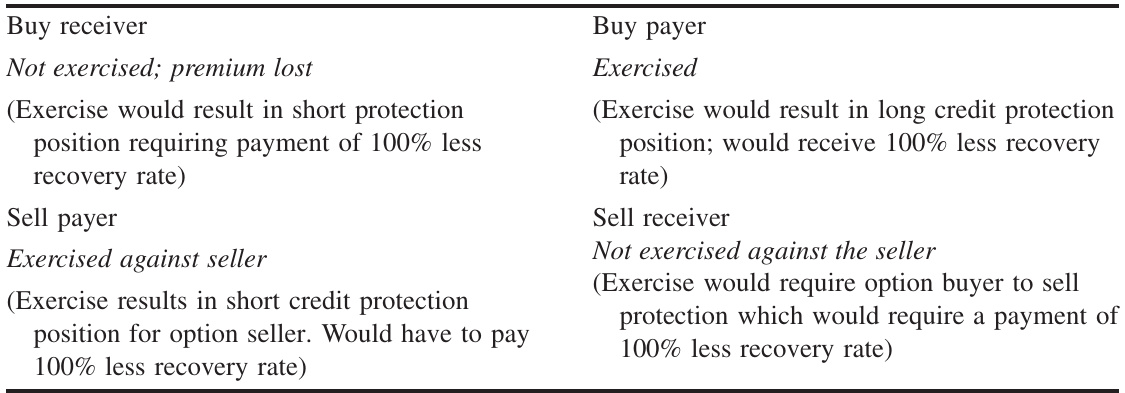 Buy receiver
Not exercised; premium lost
(Exercise would result in short protection
position requiring payment of 100% less
recovery rate)
Buy payer
Exercised
(Exercise would result in long credit protection
position; would receive 100% less recovery
rate)
Sell payer
Exercised against seller
(Exercise results in short credit protection
position for option seller. Would have to pay
100% less recovery rate)
Sell receiver
Not exercised against the seller
(Exercise would require option buyer to sell
protection which would require a payment of
100% less recovery rate)